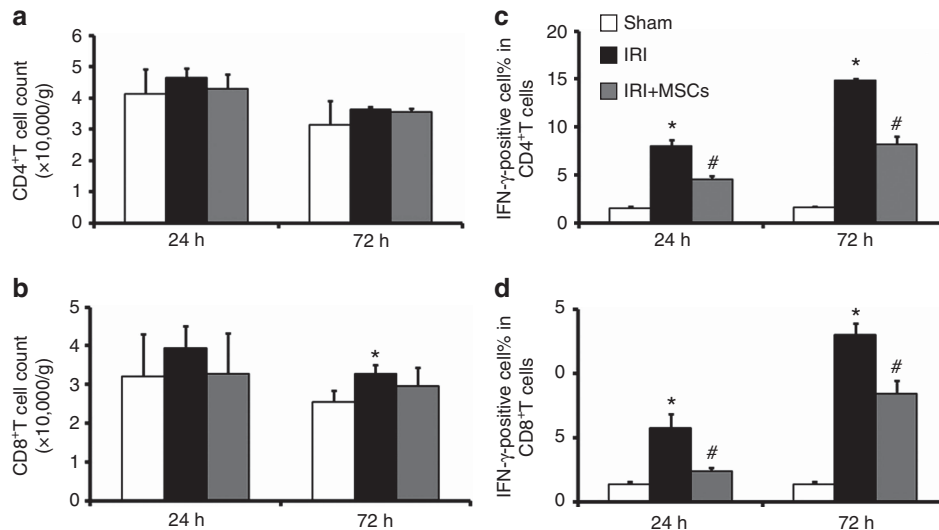 a
CD4+T cell count
(×10,000/g)
6
5
4
3
2
1
0
24 h
72 h
c
Sham
IRI
IRI+MSCs
IFN-γ-positive cell% in
CD4+T cells
20
15
10
5
0
*
#
*
#
24 h
72 h
b
CD8+T cell count
(×10,000/g)
5
4
3
2
1
0
*
24 h
72 h
d
IFN-γ-positive cell% in
CD8+T cells
5
0
5
0
*
#
*
#
24 h
72 h